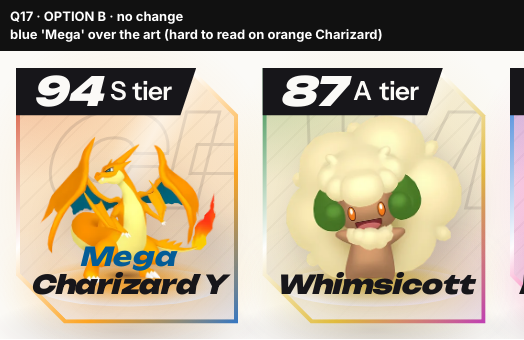 Q17 · OPTION B · no change
blue 'Mega' over the art (hard to read on orange Charizard)
94 S tier
87 A tier
Mega
Charizard Y
Whimsicott